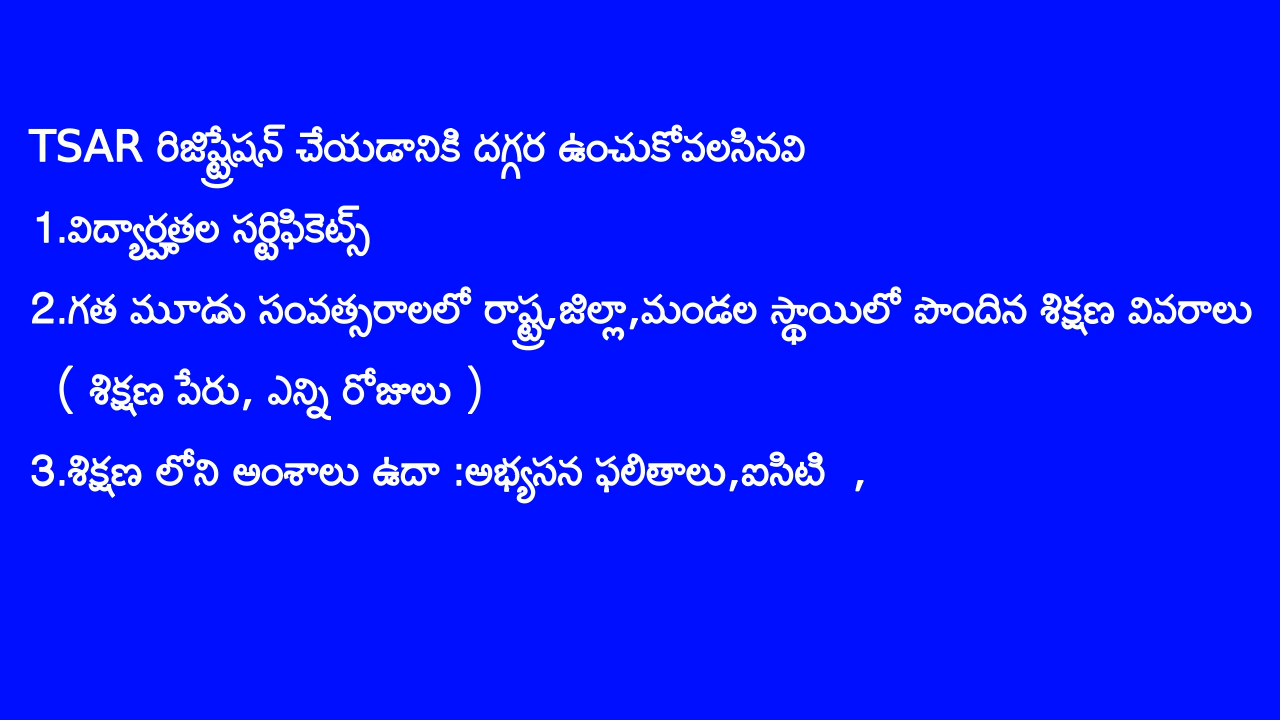 TSAR రిజిష్ట్రేషన్ చేయడానికి దగ్గర ఉంచుకోవలసినవి
1.విద్యార్హతల సర్టిఫికెట్స్
2.గత మూడు సంవత్సరాలలో రాష్ట్ర,జిల్లా,మండల స్థాయిలో పొందిన శిక్షణ వివరాలు
( శిక్షణ పేరు, ఎన్ని రోజులు )
3.శిక్షణ లోని అంశాలు ఉదా :అభ్యసన ఫలితాలు,ఐసిటి ,